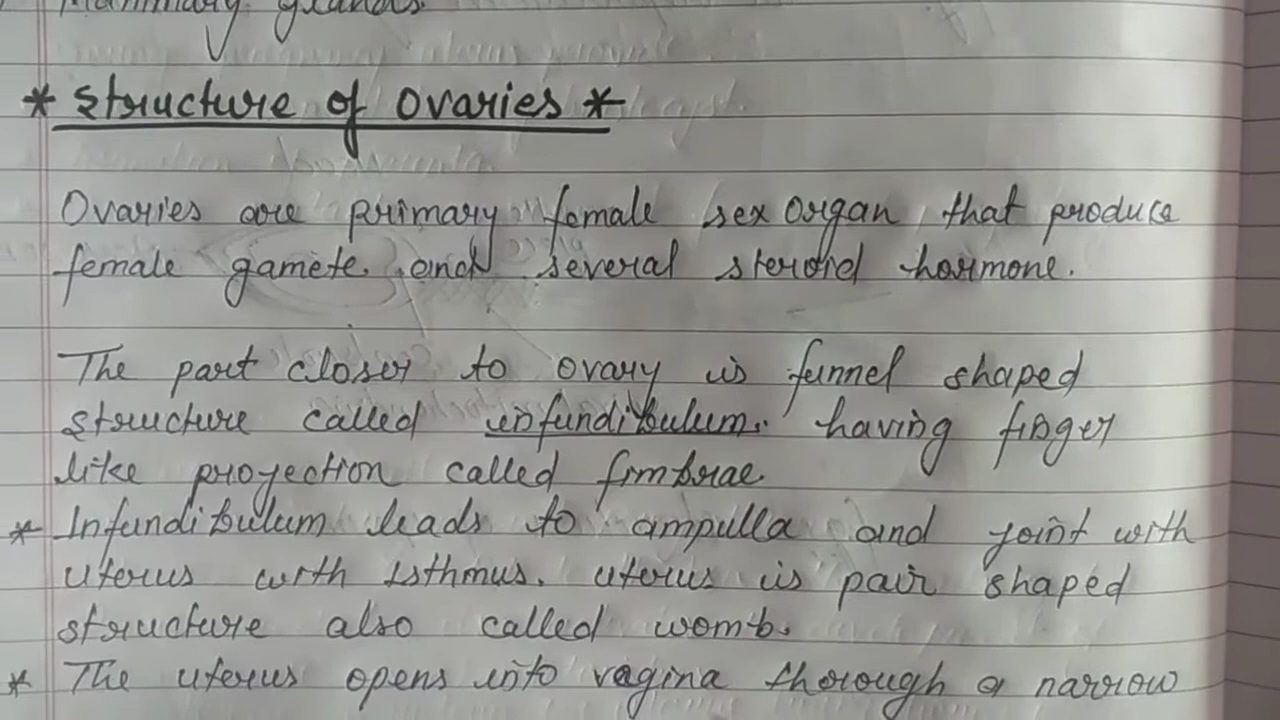 Mammary glands.
* Structure of Ovaries *
Ovaries are primary female sex organ, that produce
female gamete and several steroid hormone.
The part closer to ovary is funnel shaped
structure called infundibulum. having finger
like projection called fimbrae.
* Infundibulum leads to ampulla and joint with
uterus with Isthmus. uterus is pair shaped
structure also called womb.
* The uterus opens into vagina thorough a narrow